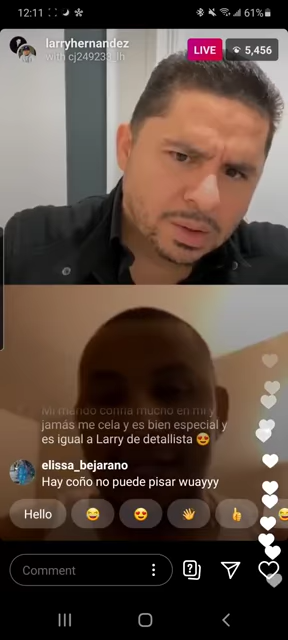 12:11 61%
larryhernandez LIVE 5,456
with cj249233_lh
Mi marido confía mucho en mi y
jamás me cela y es bien especial y
es igual a Larry de detallista 😍
elissa_bejarano
Hay coño no puede pisar wuayyy
Hello
Comment